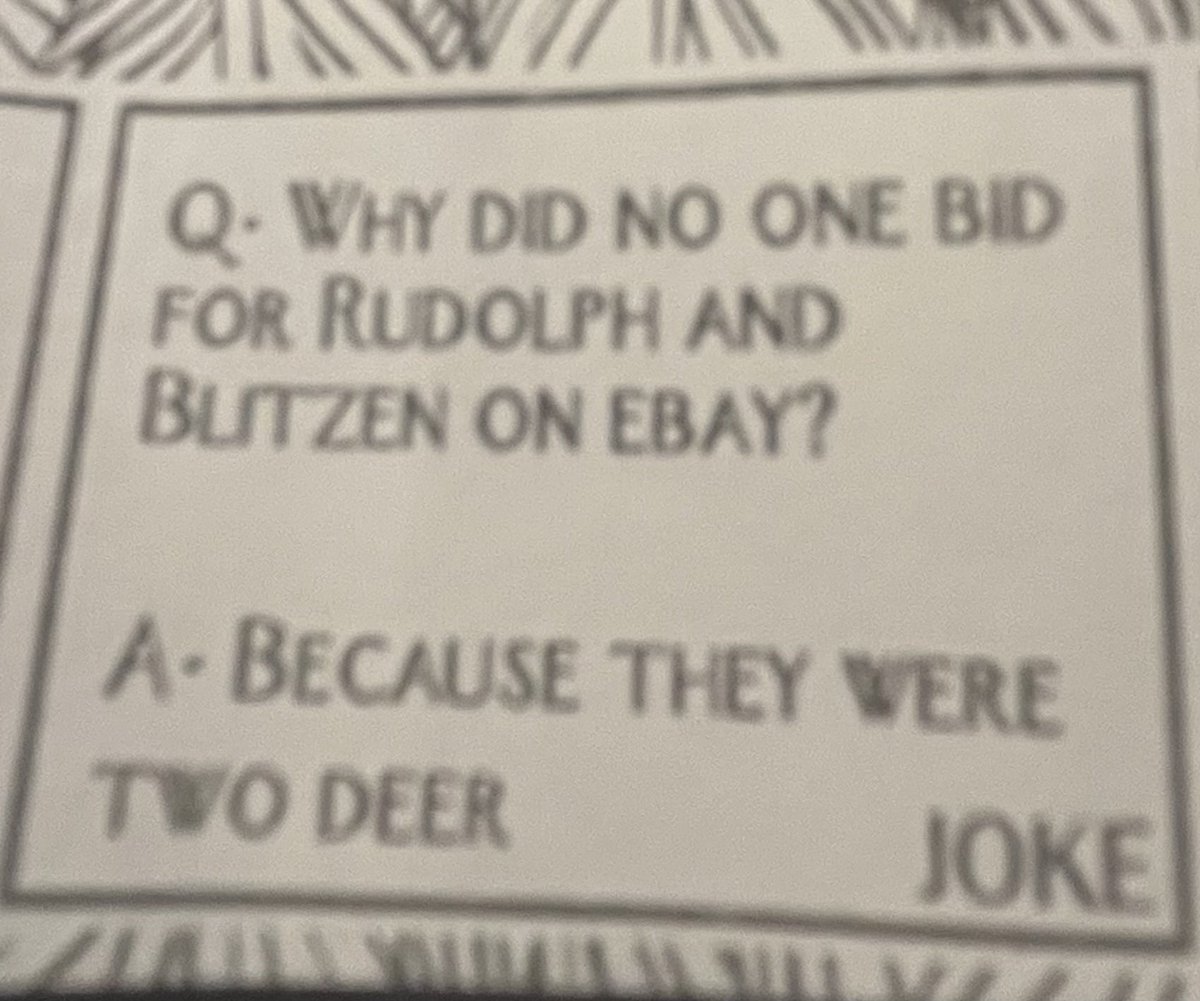 Q. WHY DID NO ONE BID
FOR RUDOLPH AND
BLITZEN ON EBAY?
A. BECAUSE THEY WERE
TWO DEER
JOKE